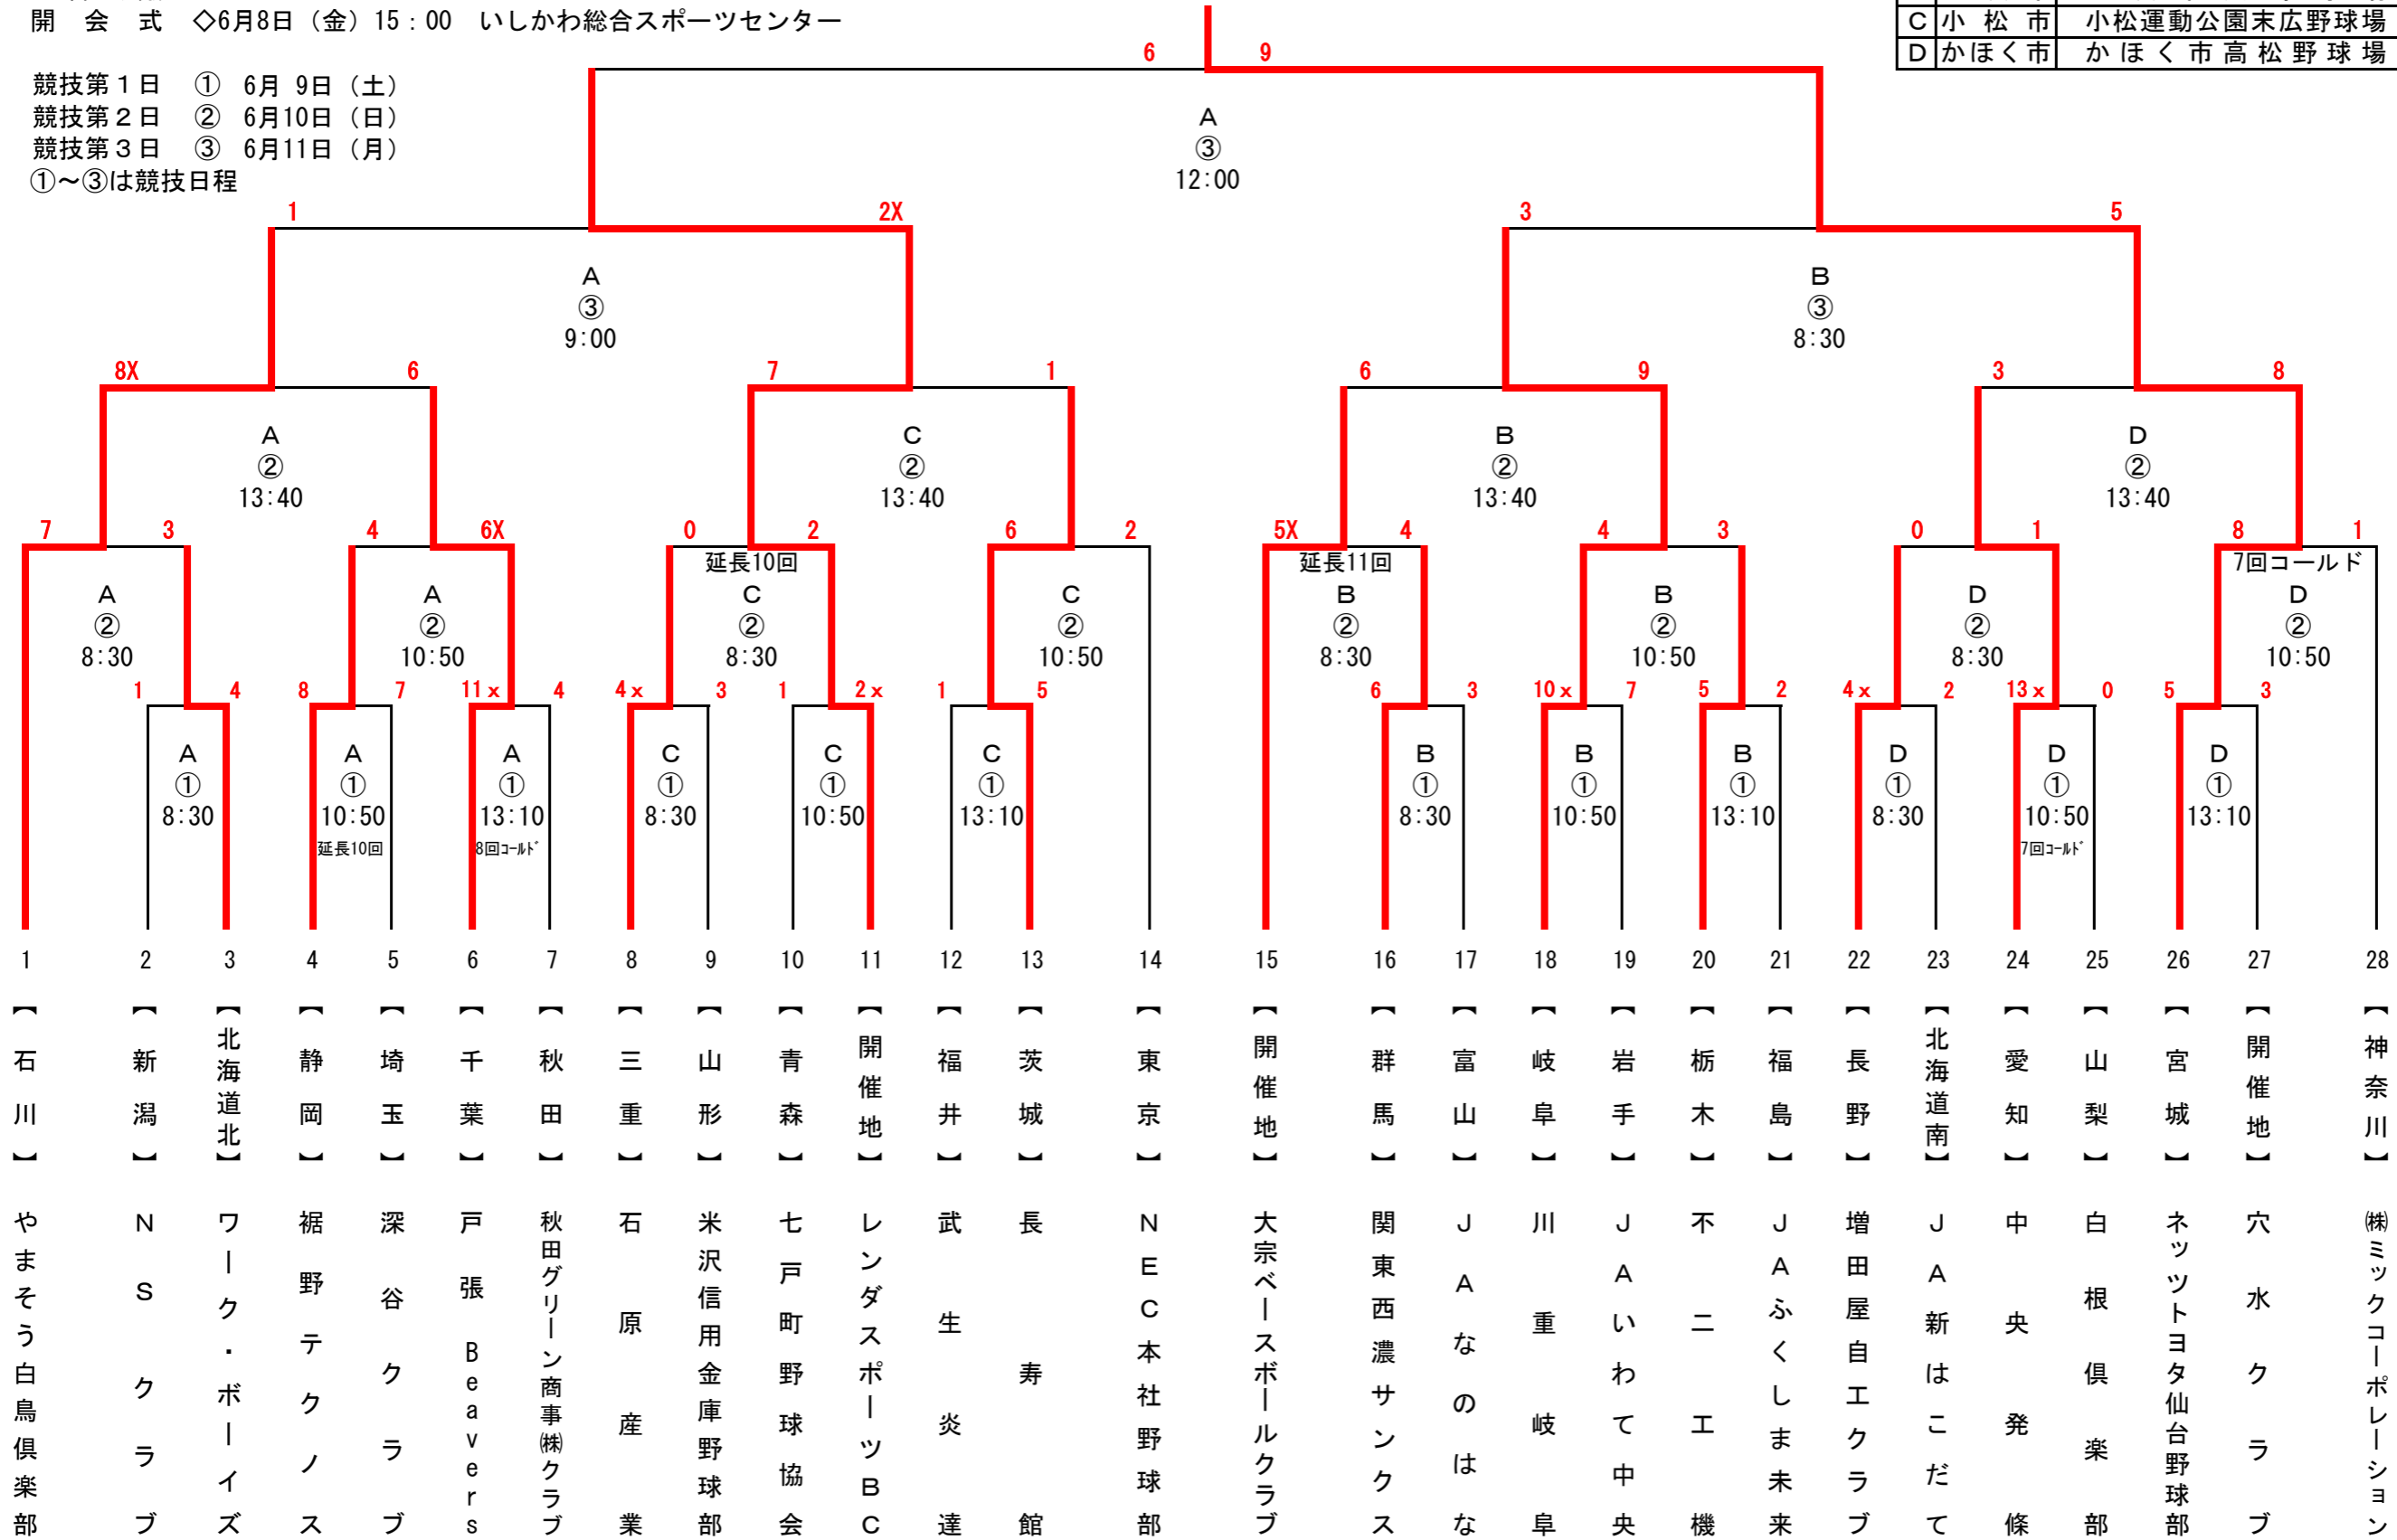 開 会 式 ◇6月8日（金）15：00 いしかわ総合スポーツセンター
C 小 松 市 小松運動公園末広野球場
D かほく市 か ほ く 市 高 松 野 球 場
競技第１日 ① 6月 9日（土）
競技第２日 ② 6月10日（日）
競技第３日 ③ 6月11日（月）
①～③は競技日程
6 9
A
③
12:00
1 2X 3 5
A B
③ ③
9:00 8:30
8X 6 7 1 6 9 3 8
A C B D
② ② ② ②
13:40 13:40 13:40 13:40
7 3 4 6X 0 2 6 2 5X 4 4 3 0 1 8 1
延長10回 延長11回 7回コールド
A A C C B B D D
② ② ② ② ② ② ② ②
8:30 10:50 8:30 10:50 8:30 10:50 8:30 10:50
1 4 8 7 11x 4 4x 3 1 2x 1 5 6 3 10x 7 5 2 4x 2 13x 0 5 3
A A A C C C B B B D D D
① ① ① ① ① ① ① ① ① ① ① ①
8:30 10:50 13:10 8:30 10:50 13:10 8:30 10:50 13:10 8:30 10:50 13:10
延長10回 8回ｺｰﾙﾄﾞ 7回ｺｰﾙﾄﾞ
1 2 3 4 5 6 7 8 9 10 11 12 13 14 15 16 17 18 19 20 21 22 23 24 25 26 27 28
【石川】 やまそう白鳥倶楽部
【新潟】 ＮＳクラブ
【北海道北】 ワーク・ボーイズ
【静岡】 裾野テクノス
【埼玉】 深谷クラブ
【千葉】 戸張 Beavers
【秋田】 秋田グリーン商事㈱クラブ
【三重】 石原産業
【山形】 米沢信用金庫野球部
【青森】 七戸町野球協会
【開催地】 レンダスポーツＢＣ
【福井】 武生炎達
【茨城】 長寿館
【東京】 ＮＥＣ本社野球部
【開催地】 大宗ベースボールクラブ
【群馬】 関東西濃サンクス
【富山】 ＪＡなのはな
【岐阜】 川重岐阜
【岩手】 ＪＡいわて中央
【栃木】 不二工機
【福島】 ＪＡふくしま未来
【長野】 増田屋自工クラブ
【北海道南】 ＪＡ新はこだて
【愛知】 中央発條
【山梨】 白根倶楽部
【宮城】 ネッツトヨタ仙台野球部
【開催地】 穴水クラブ
【神奈川】 ㈱ミックコーポレーション